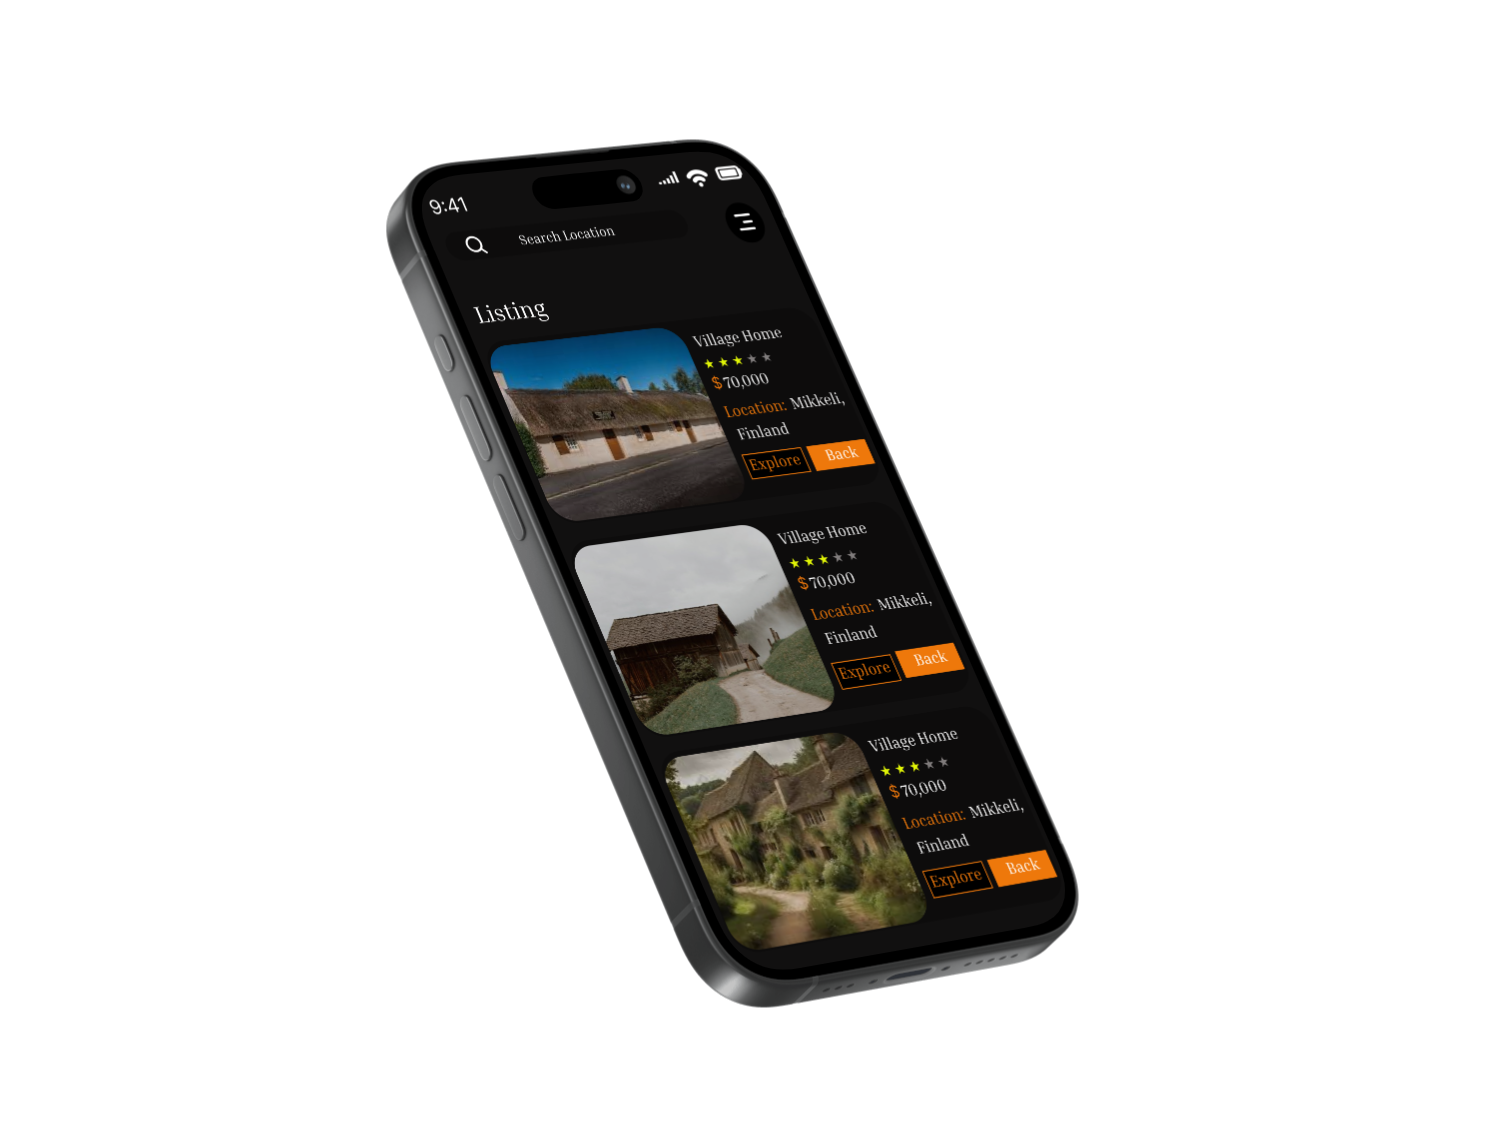 9:41
Search Location
Listing
Village Home
$70,000
Location: Mikkeli,
Finland
Explore Back
Village Home
$70,000
Location: Mikkeli,
Finland
Explore Back
Village Home
$70,000
Location: Mikkeli,
Finland
Explore Back